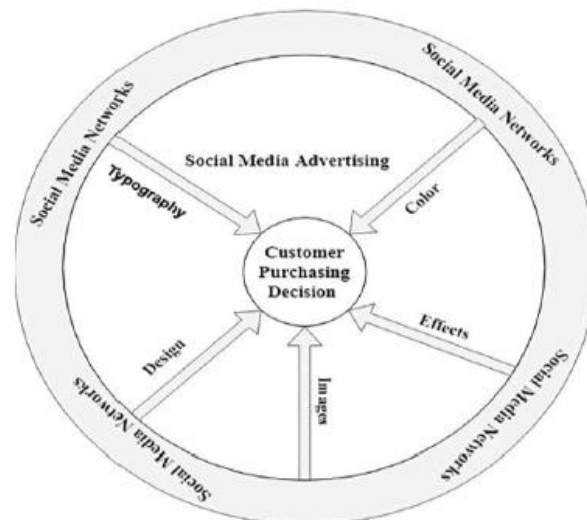 Social Media Networks
Social Media Networks
Social Media Advertising
Typography
Color
Customer
Purchasing
Decision
Effects
Design
Images
Social Media Networks
Social Media Networks